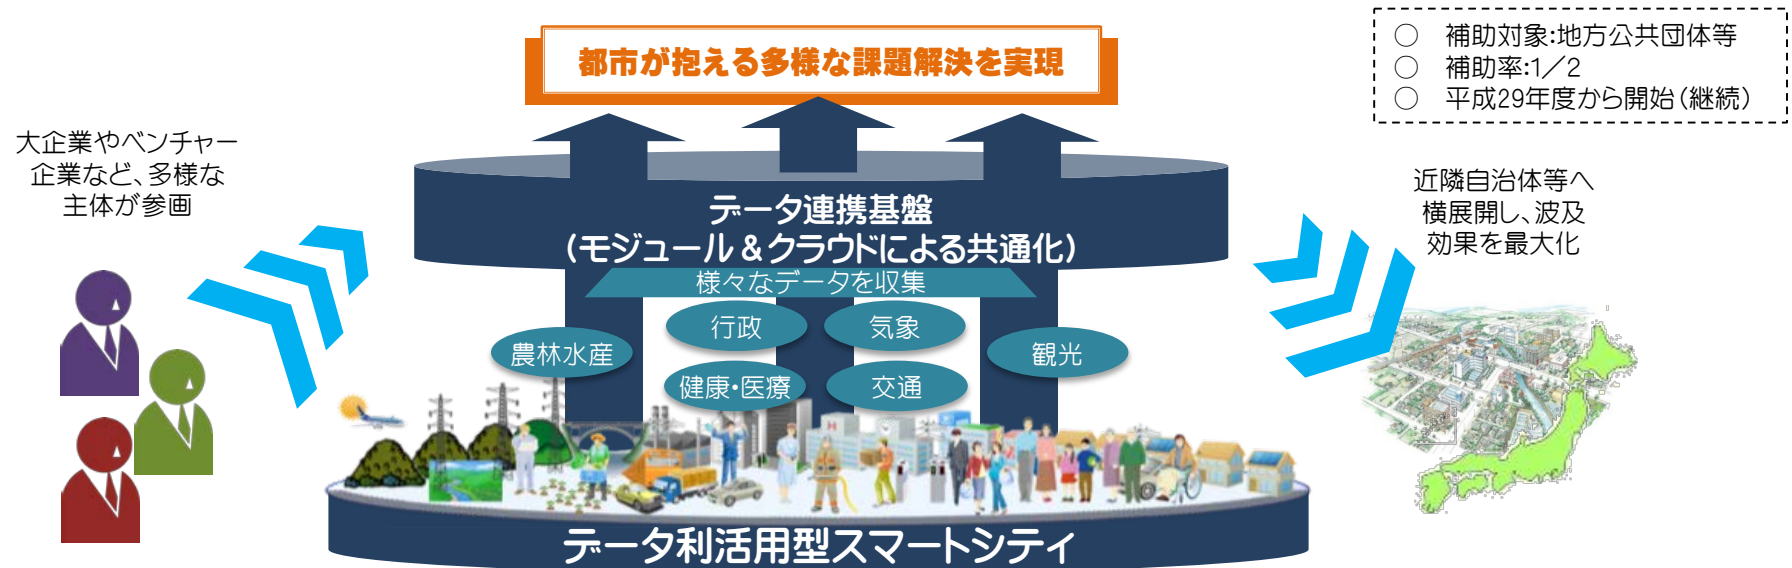 都市が抱える多様な課題解決を実現
○ 補助対象:地方公共団体等
○ 補助率:1／2
○ 平成29年度から開始(継続)
大企業やベンチャー
企業など、多様な
主体が参画
データ連携基盤
(モジュール&クラウドによる共通化)
様々なデータを収集
農林水産
行政
気象
観光
健康・医療
交通
近隣自治体等へ
横展開し、波及
効果を最大化
H
データ利活用型スマートシティ